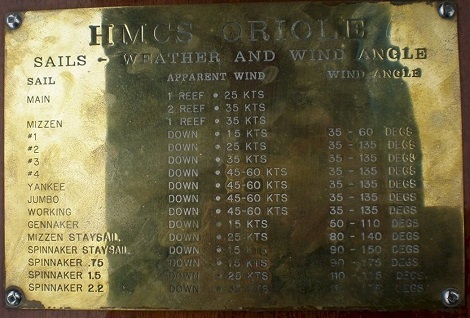 HMCS ORIOLE
SAILS - WEATHER AND WIND ANGLE
SAIL APPARENT WIND WIND ANGLE
MAIN 1 REEF • 25 KTS
2 REEF • 35 KTS
MIZZEN 1 REEF • 35 KTS
#1 DOWN • 15 KTS 35 - 60 DEGS
#2 DOWN • 25 KTS 35 - 135 DEGS
#3 DOWN • 35 KTS 35 - 135 DEGS
#4 DOWN • 45-60 KTS 35 - 135 DEGS
YANKEE DOWN • 45-60 KTS 35 - 135 DEGS
JUMBO DOWN • 45-60 KTS 35 - 135 DEGS
WORKING DOWN • 45-60 KTS 35 - 135 DEGS
GENNAKER DOWN • 15 KTS 50 - 110 DEGS
MIZZEN STAYSAIL DOWN • 25 KTS 80 - 140 DEGS
SPINNAKER STAYSAIL DOWN • 15 KTS 90 - 150 DEGS
SPINNAKER .75 DOWN • 15 KTS DEGS
SPINNAKER 1.5 DOWN • 25 KTS DEGS
SPINNAKER 2.2 DOWN • KTS DEGS